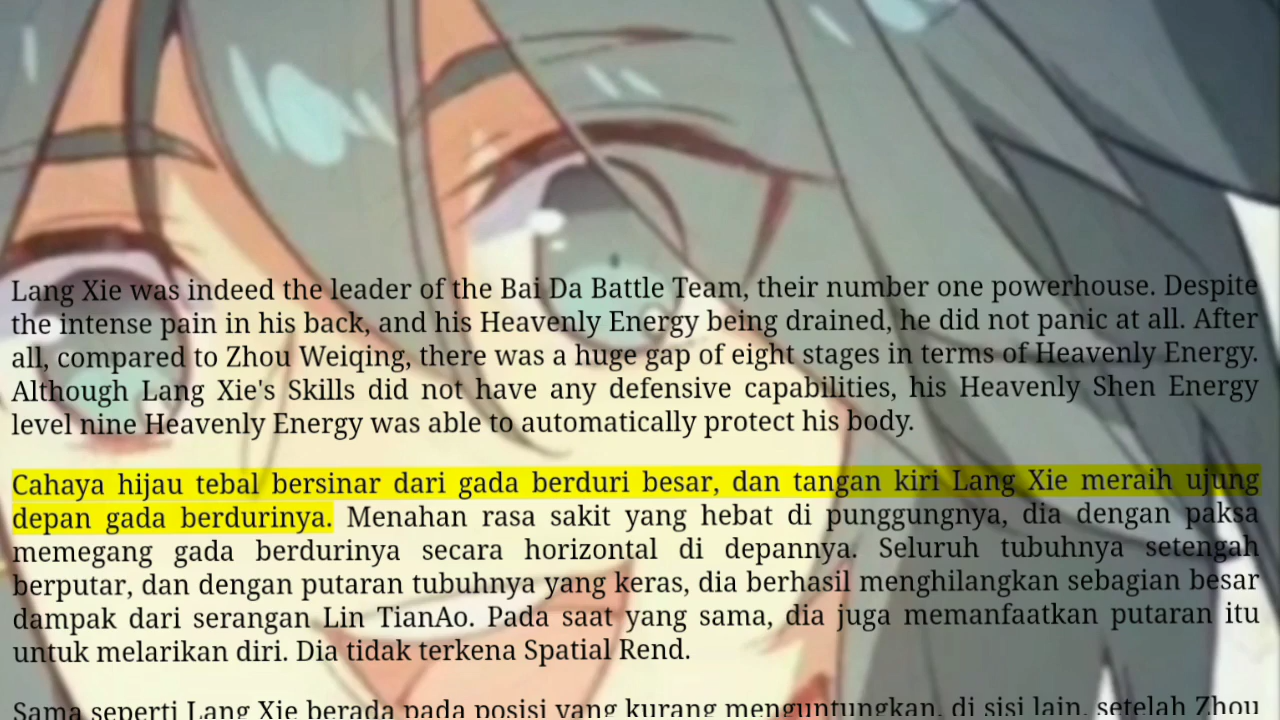 Lang Xie was indeed the leader of the Bai Da Battle Team, their number one powerhouse. Despite
the intense pain in his back, and his Heavenly Energy being drained, he did not panic at all. After
all, compared to Zhou Weiqing, there was a huge gap of eight stages in terms of Heavenly Energy.
Although Lang Xie's Skills did not have any defensive capabilities, his Heavenly Shen Energy
level nine Heavenly Energy was able to automatically protect his body.
Cahaya hijau tebal bersinar dari gada berduri besar, dan tangan kiri Lang Xie meraih ujung
depan gada berdurinya. Menahan rasa sakit yang hebat di punggungnya, dia dengan paksa
memegang gada berdurinya secara horizontal di depannya. Seluruh tubuhnya setengah
berputar, dan dengan putaran tubuhnya yang keras, dia berhasil menghilangkan sebagian besar
dampak dari serangan Lin TianAo. Pada saat yang sama, dia juga memanfaatkan putaran itu
untuk melarikan diri. Dia tidak terkena Spatial Rend.
Sama seperti Lang Xie berada pada posisi yang kurang menguntungkan, di sisi lain, setelah Zhou